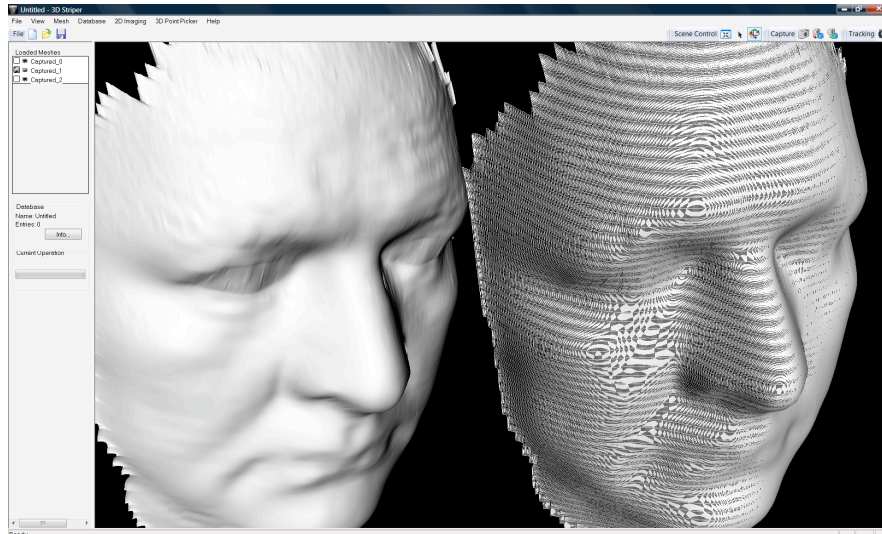 Untitled - 3D Striper
File View Mesh Database 2D Imaging 3D Point Picker Help
File Scene Control Capture Tracking
Loaded Meshes
Captured_0
Captured_1
Captured_2
Database
Name: Untitled
Entries: 0
Info...
Current Operation
Ready